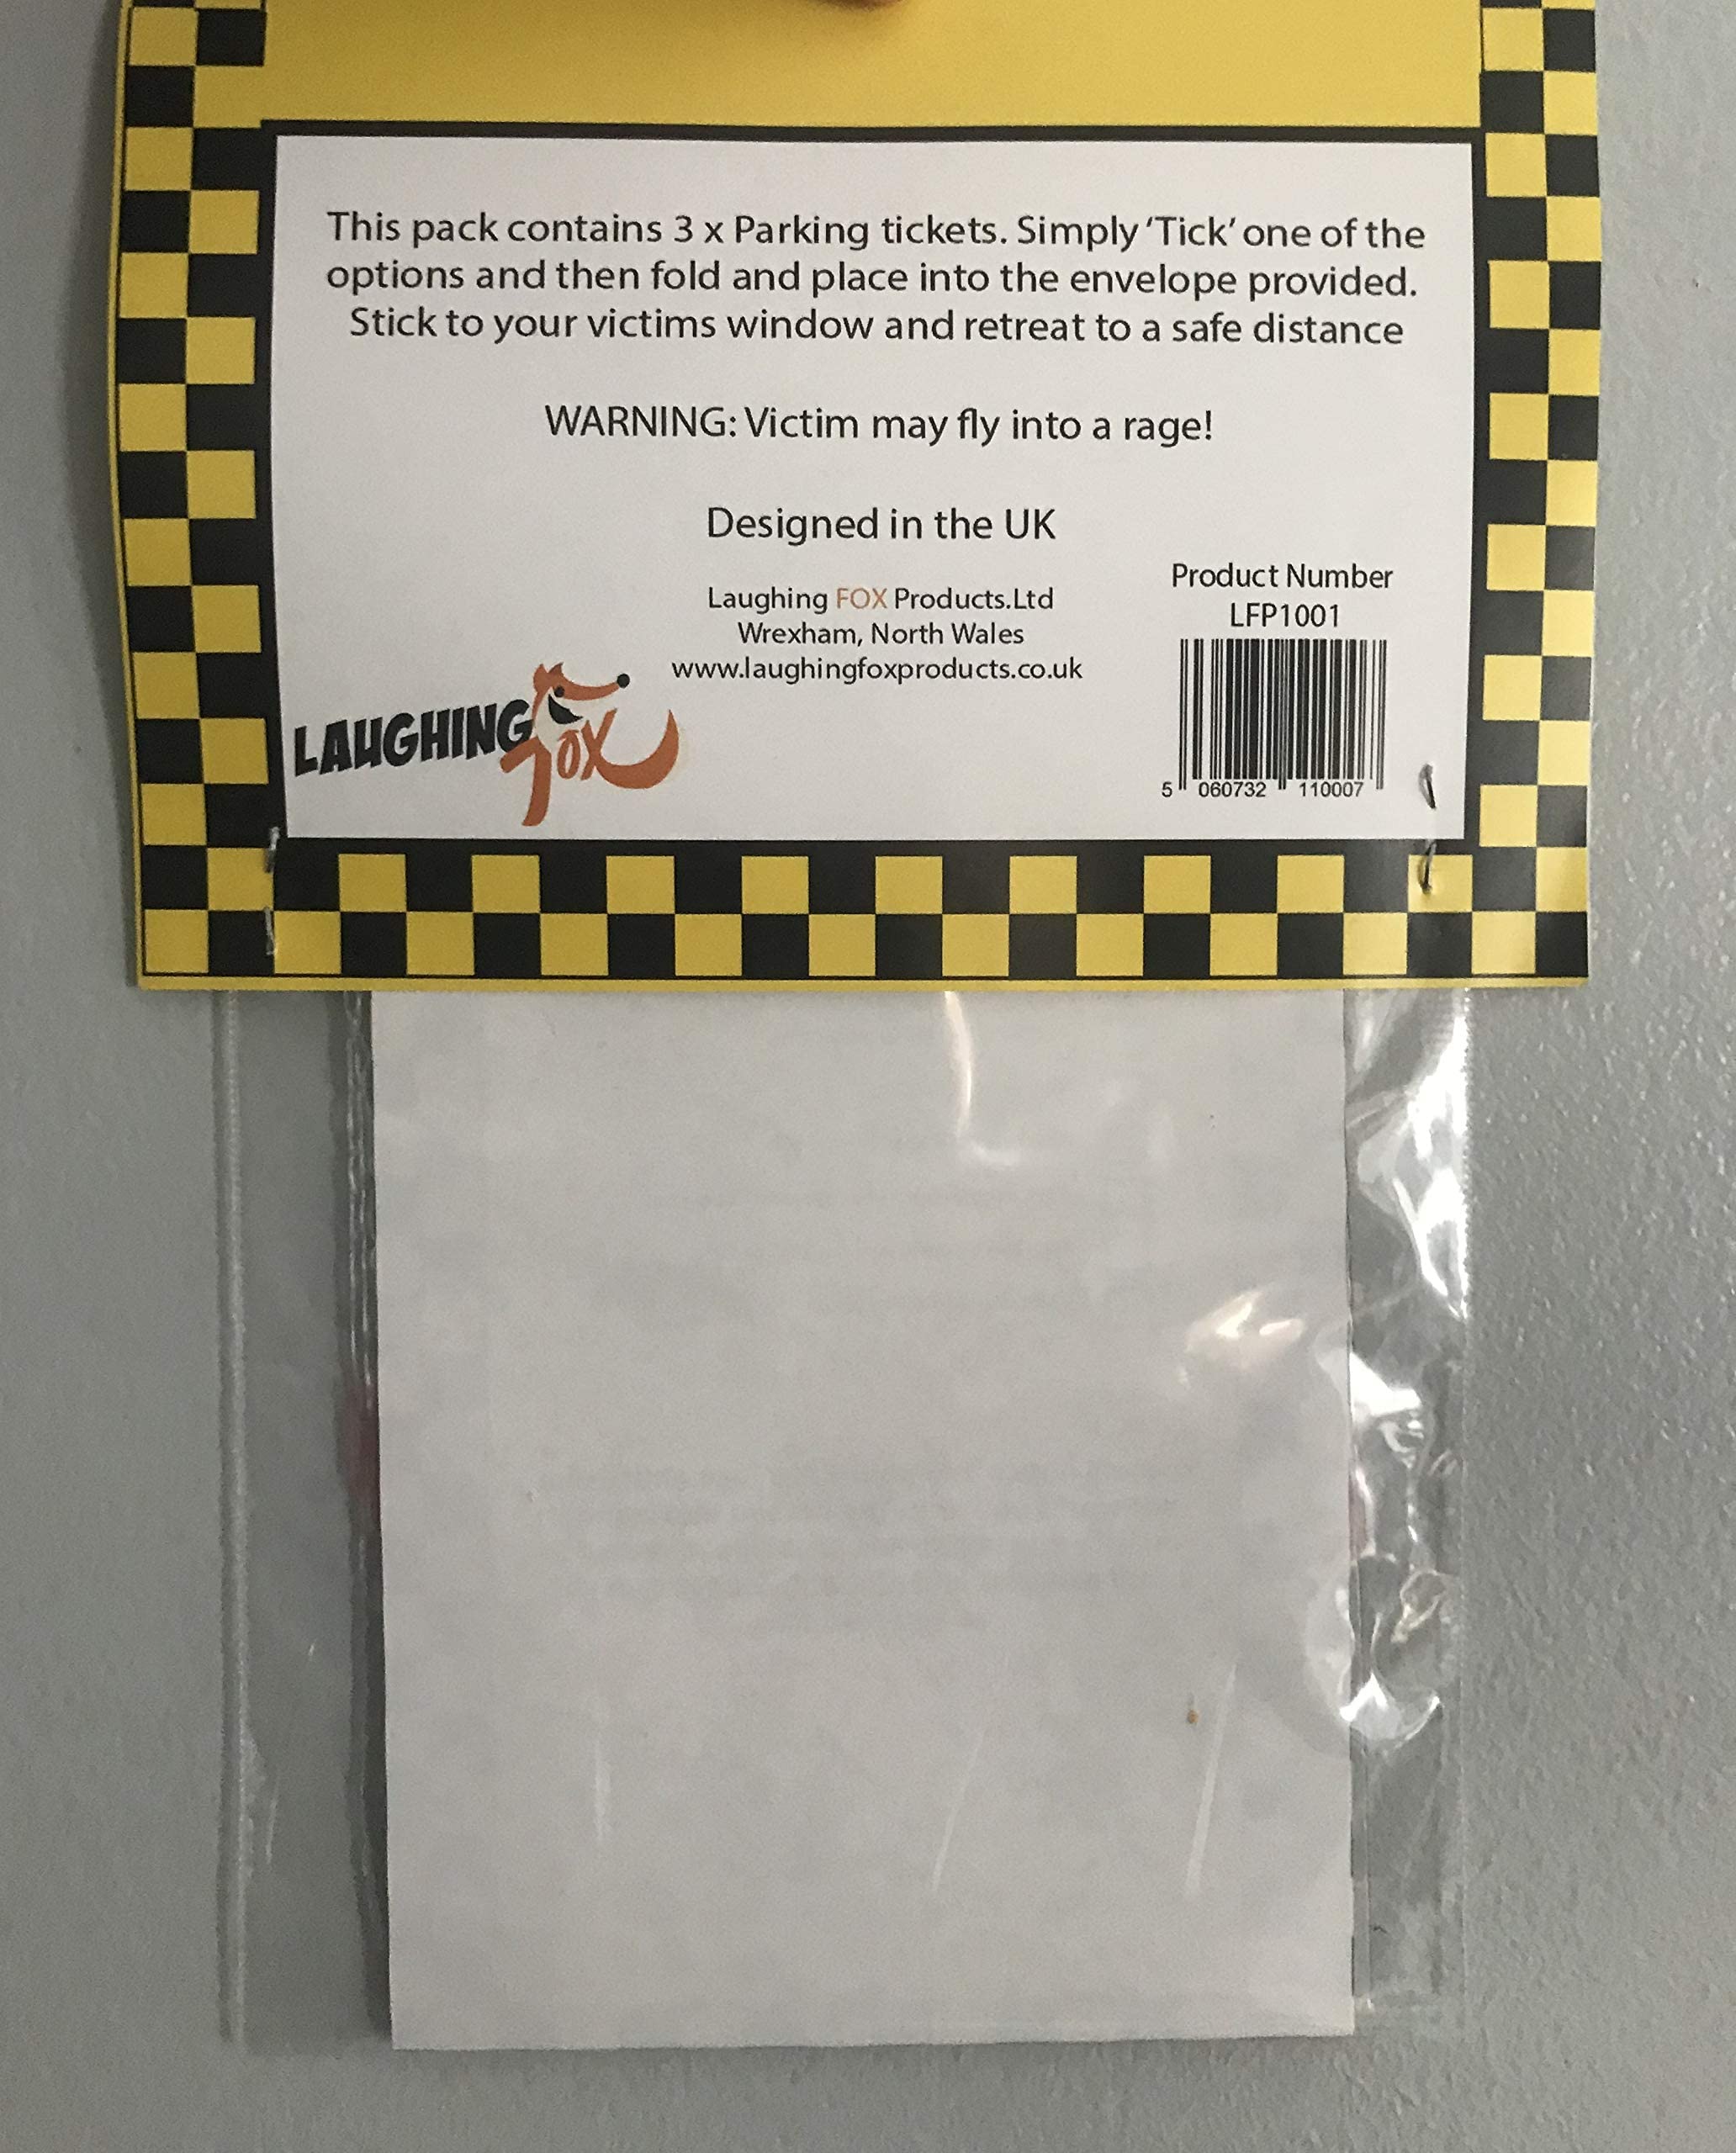 This pack contains 3 x Parking tickets. Simply 'Tick' one of the
options and then fold and place into the envelope provided.
Stick to your victims window and retreat to a safe distance
WARNING: Victim may fly into a rage!
Designed in the UK
Laughing FOX Products.Ltd
Wrexham, North Wales
www.laughingfoxproducts.co.uk
Product Number
LFP1001
5 060732 110007
LAUGHING
FOX